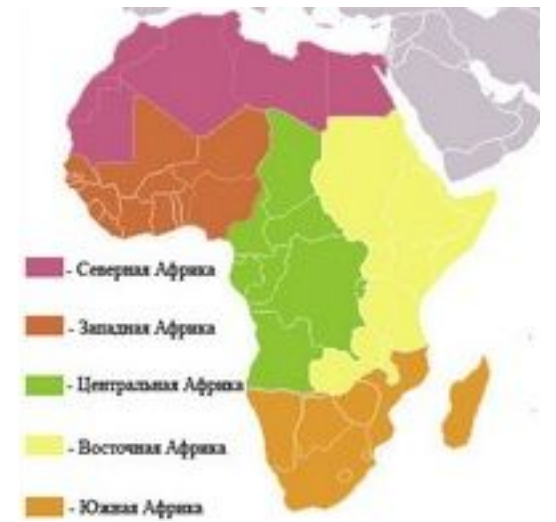 - Северная Африка
- Западная Африка
- Центральная Африка
- Восточная Африка
- Южная Африка